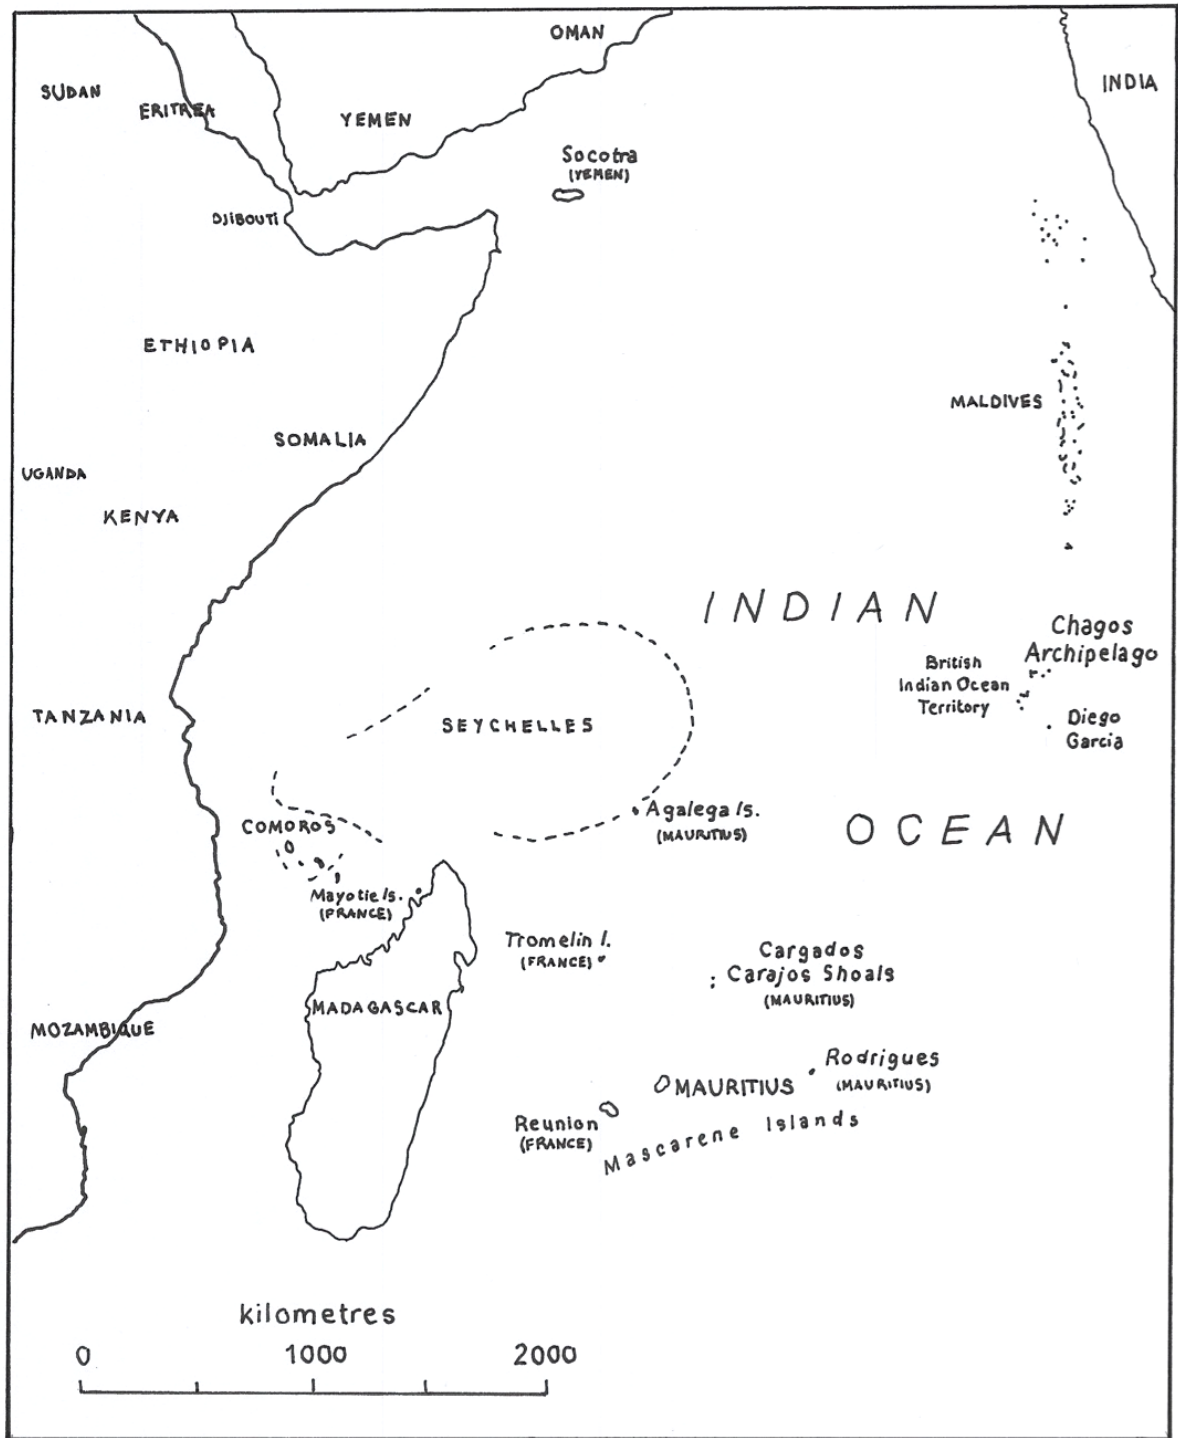 OMAN
SUDAN
INDIA
ERITREA
YEMEN
Socotra
(YEMEN)
DJIBOUTI
ETHIOPIA
MALDIVES
SOMALIA
UGANDA
KENYA
INDIAN
Chagos
Archipelago
British
Indian Ocean
Territory
TANZANIA
SEYCHELLES
Diego
Garcia
Agalega Is.
(MAURITIUS)
COMOROS
OCEAN
Mayotte Is.
(FRANCE)
Tromelin I.
(FRANCE)
Cargados
Carajos Shoals
(MAURITIUS)
MADAGASCAR
MOZAMBIQUE
Rodrigues
(MAURITIUS)
MAURITIUS
Reunion
(FRANCE)
Mascarene Islands
kilometres
0 1000 2000